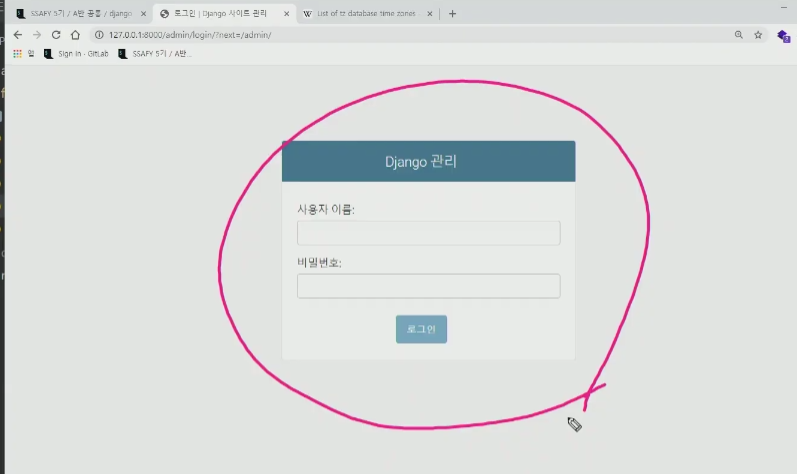 SSAFY 5기 / A반 공통 / django
로그인 | Django 사이트 관리
List of tz database time zones
127.0.0.1:8000/admin/login/?next=/admin/
앱
Sign in · GitLab
SSAFY 5기 / A반...
Django 관리
사용자 이름:
비밀번호:
로그인